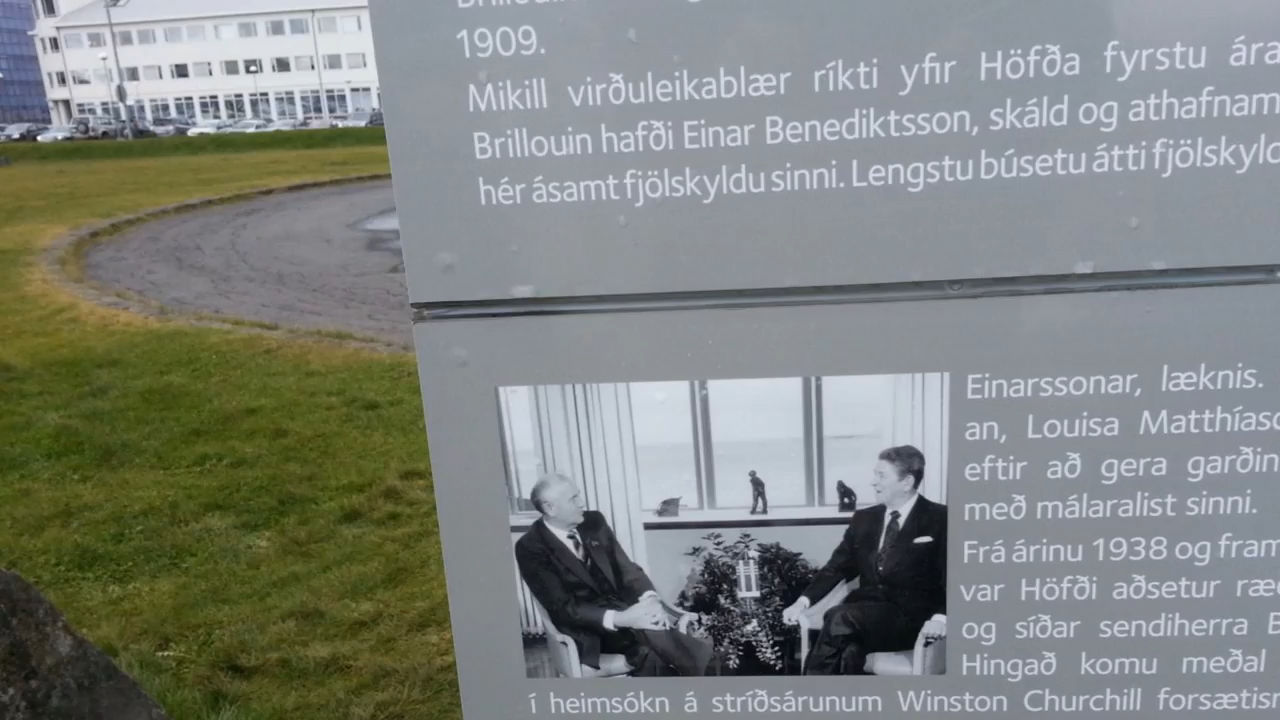 1909.
Mikill virðuleikablær ríkti yfir Höfða fyrstu ára
Brillouin hafði Einar Benediktsson, skáld og athafnam
hér ásamt fjölskyldu sinni. Lengstu búsetu átti fjölskyld
Einarssonar, læknis.
an, Louisa Matthíasd
eftir að gera garðin
með málaralist sinni.
Frá árinu 1938 og fram
var Höfði aðsetur ræ
og síðar sendiherra B
Hingað komu meðal
í heimsókn á stríðsárunum Winston Churchill forsætisr